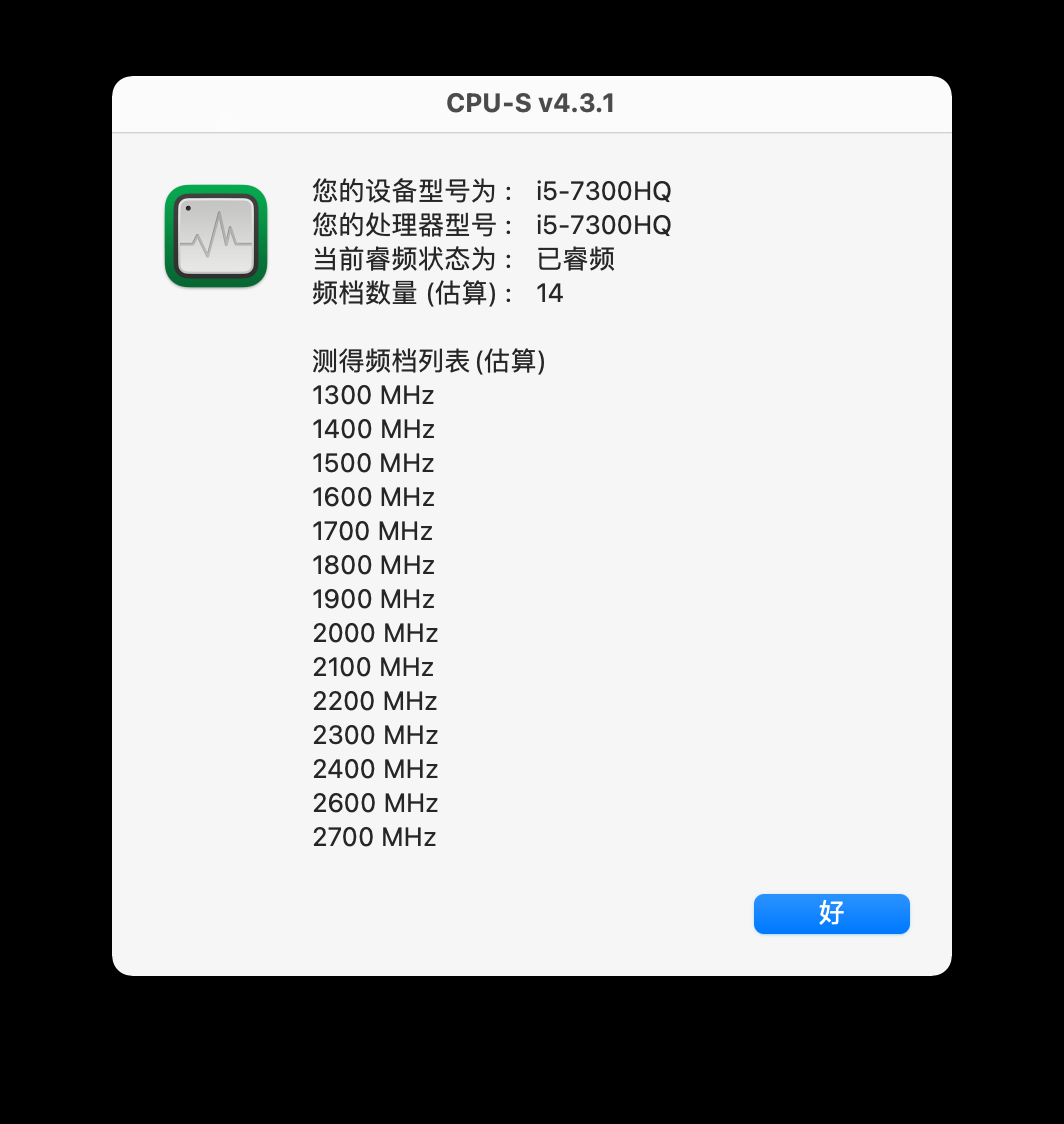 CPU-S v4.3.1
您的设备型号为： i5-7300HQ
您的处理器型号： i5-7300HQ
当前睿频状态为： 已睿频
频档数量 (估算)： 14
测得频档列表 (估算)
1300 MHz
1400 MHz
1500 MHz
1600 MHz
1700 MHz
1800 MHz
1900 MHz
2000 MHz
2100 MHz
2200 MHz
2300 MHz
2400 MHz
2600 MHz
2700 MHz
好